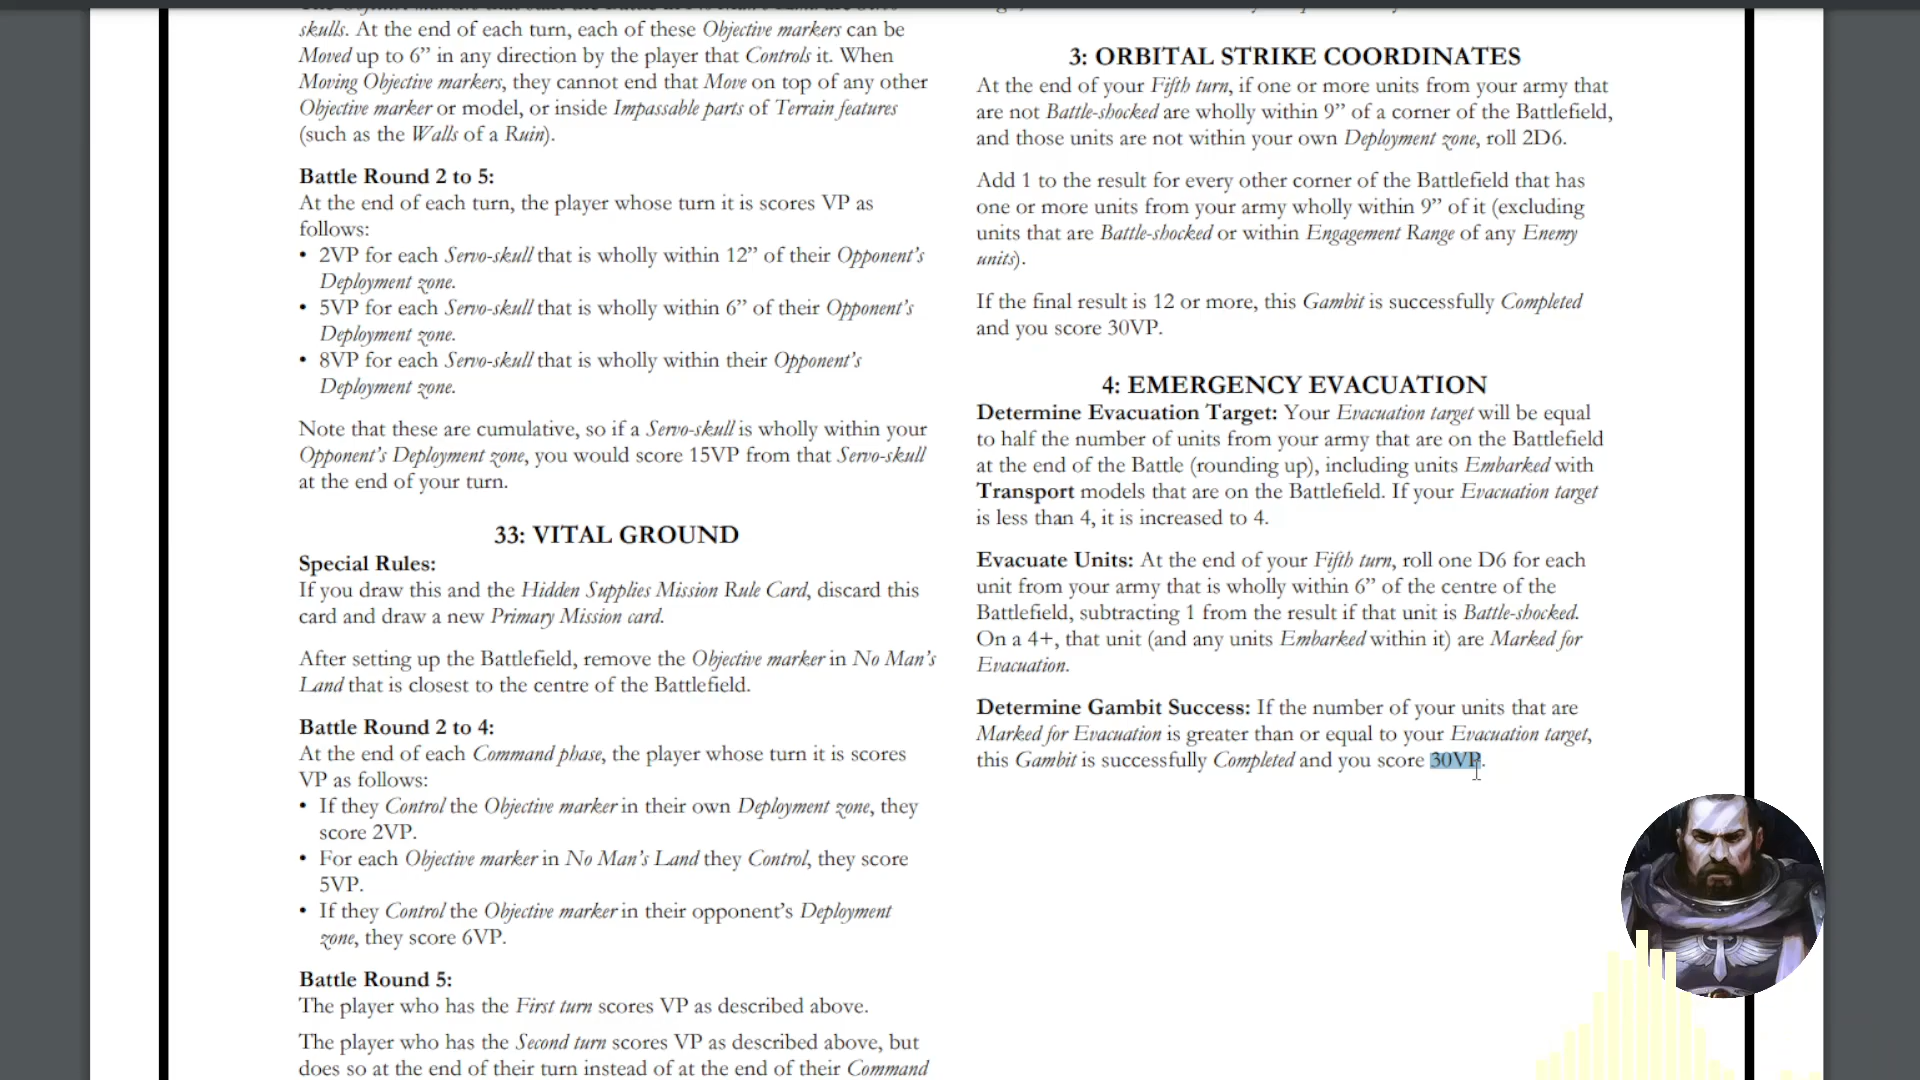 skulls. At the end of each turn, each of these Objective markers can be
Moved up to 6” in any direction by the player that Controls it. When
Moving Objective markers, they cannot end that Move on top of any other
Objective marker or model, or inside Impassable parts of Terrain features
(such as the Walls of a Ruin).
Battle Round 2 to 5:
At the end of each turn, the player whose turn it is scores VP as
follows:
• 2VP for each Servo-skull that is wholly within 12” of their Opponent’s
Deployment zone.
• 5VP for each Servo-skull that is wholly within 6” of their Opponent’s
Deployment zone.
• 8VP for each Servo-skull that is wholly within their Opponent’s
Deployment zone.
Note that these are cumulative, so if a Servo-skull is wholly within your
Opponent’s Deployment zone, you would score 15VP from that Servo-skull
at the end of your turn.
33: VITAL GROUND
Special Rules:
If you draw this and the Hidden Supplies Mission Rule Card, discard this
card and draw a new Primary Mission card.
After setting up the Battlefield, remove the Objective marker in No Man’s
Land that is closest to the centre of the Battlefield.
Battle Round 2 to 4:
At the end of each Command phase, the player whose turn it is scores
VP as follows:
• If they Control the Objective marker in their own Deployment zone, they
score 2VP.
• For each Objective marker in No Man’s Land they Control, they score
5VP.
• If they Control the Objective marker in their opponent’s Deployment
zone, they score 6VP.
Battle Round 5:
The player who has the First turn scores VP as described above.
The player who has the Second turn scores VP as described above, but
does so at the end of their turn instead of at the end of their Command
3: ORBITAL STRIKE COORDINATES
At the end of your Fifth turn, if one or more units from your army that
are not Battle-shocked are wholly within 9” of a corner of the Battlefield,
and those units are not within your own Deployment zone, roll 2D6.
Add 1 to the result for every other corner of the Battlefield that has
one or more units from your army wholly within 9” of it (excluding
units that are Battle-shocked or within Engagement Range of any Enemy
units).
If the final result is 12 or more, this Gambit is successfully Completed
and you score 30VP.
4: EMERGENCY EVACUATION
Determine Evacuation Target: Your Evacuation target will be equal
to half the number of units from your army that are on the Battlefield
at the end of the Battle (rounding up), including units Embarked with
Transport models that are on the Battlefield. If your Evacuation target
is less than 4, it is increased to 4.
Evacuate Units: At the end of your Fifth turn, roll one D6 for each
unit from your army that is wholly within 6” of the centre of the
Battlefield, subtracting 1 from the result if that unit is Battle-shocked.
On a 4+, that unit (and any units Embarked within it) are Marked for
Evacuation.
Determine Gambit Success: If the number of your units that are
Marked for Evacuation is greater than or equal to your Evacuation target,
this Gambit is successfully Completed and you score 30VP.